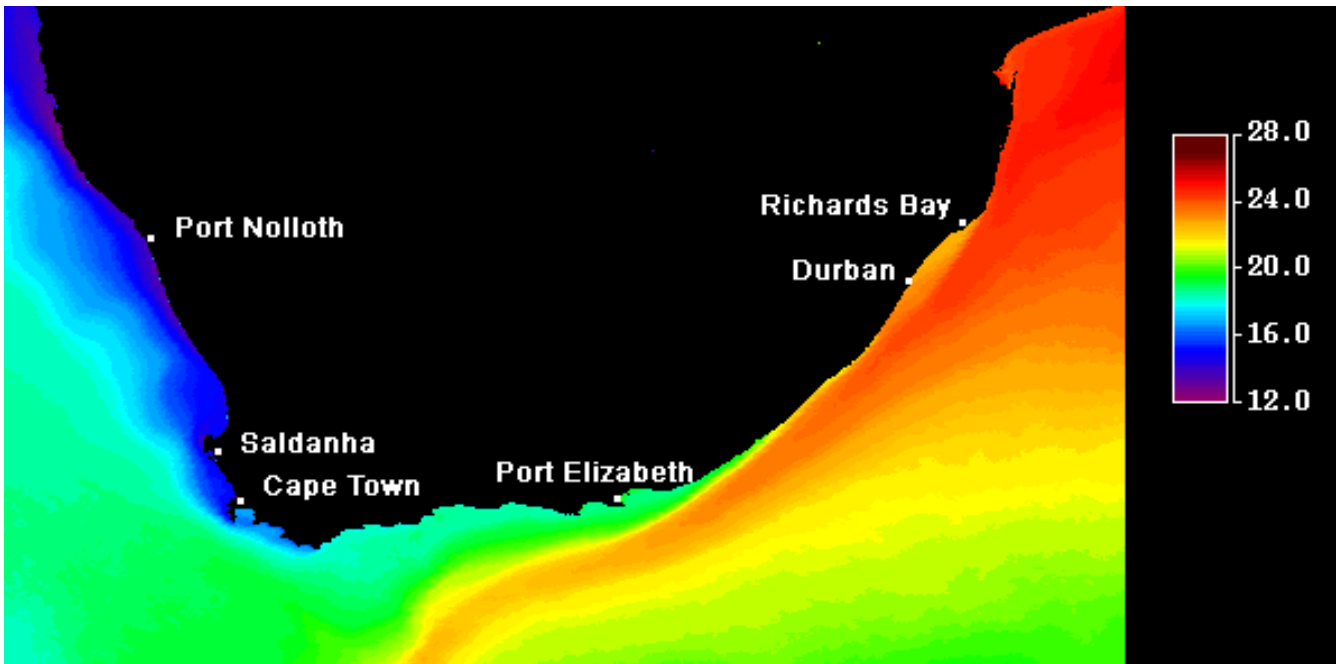 28.0
Richards Bay
24.0
Port Nolloth
Durban
20.0
16.0
12.0
Saldanha
Port Elizabeth
Cape Town